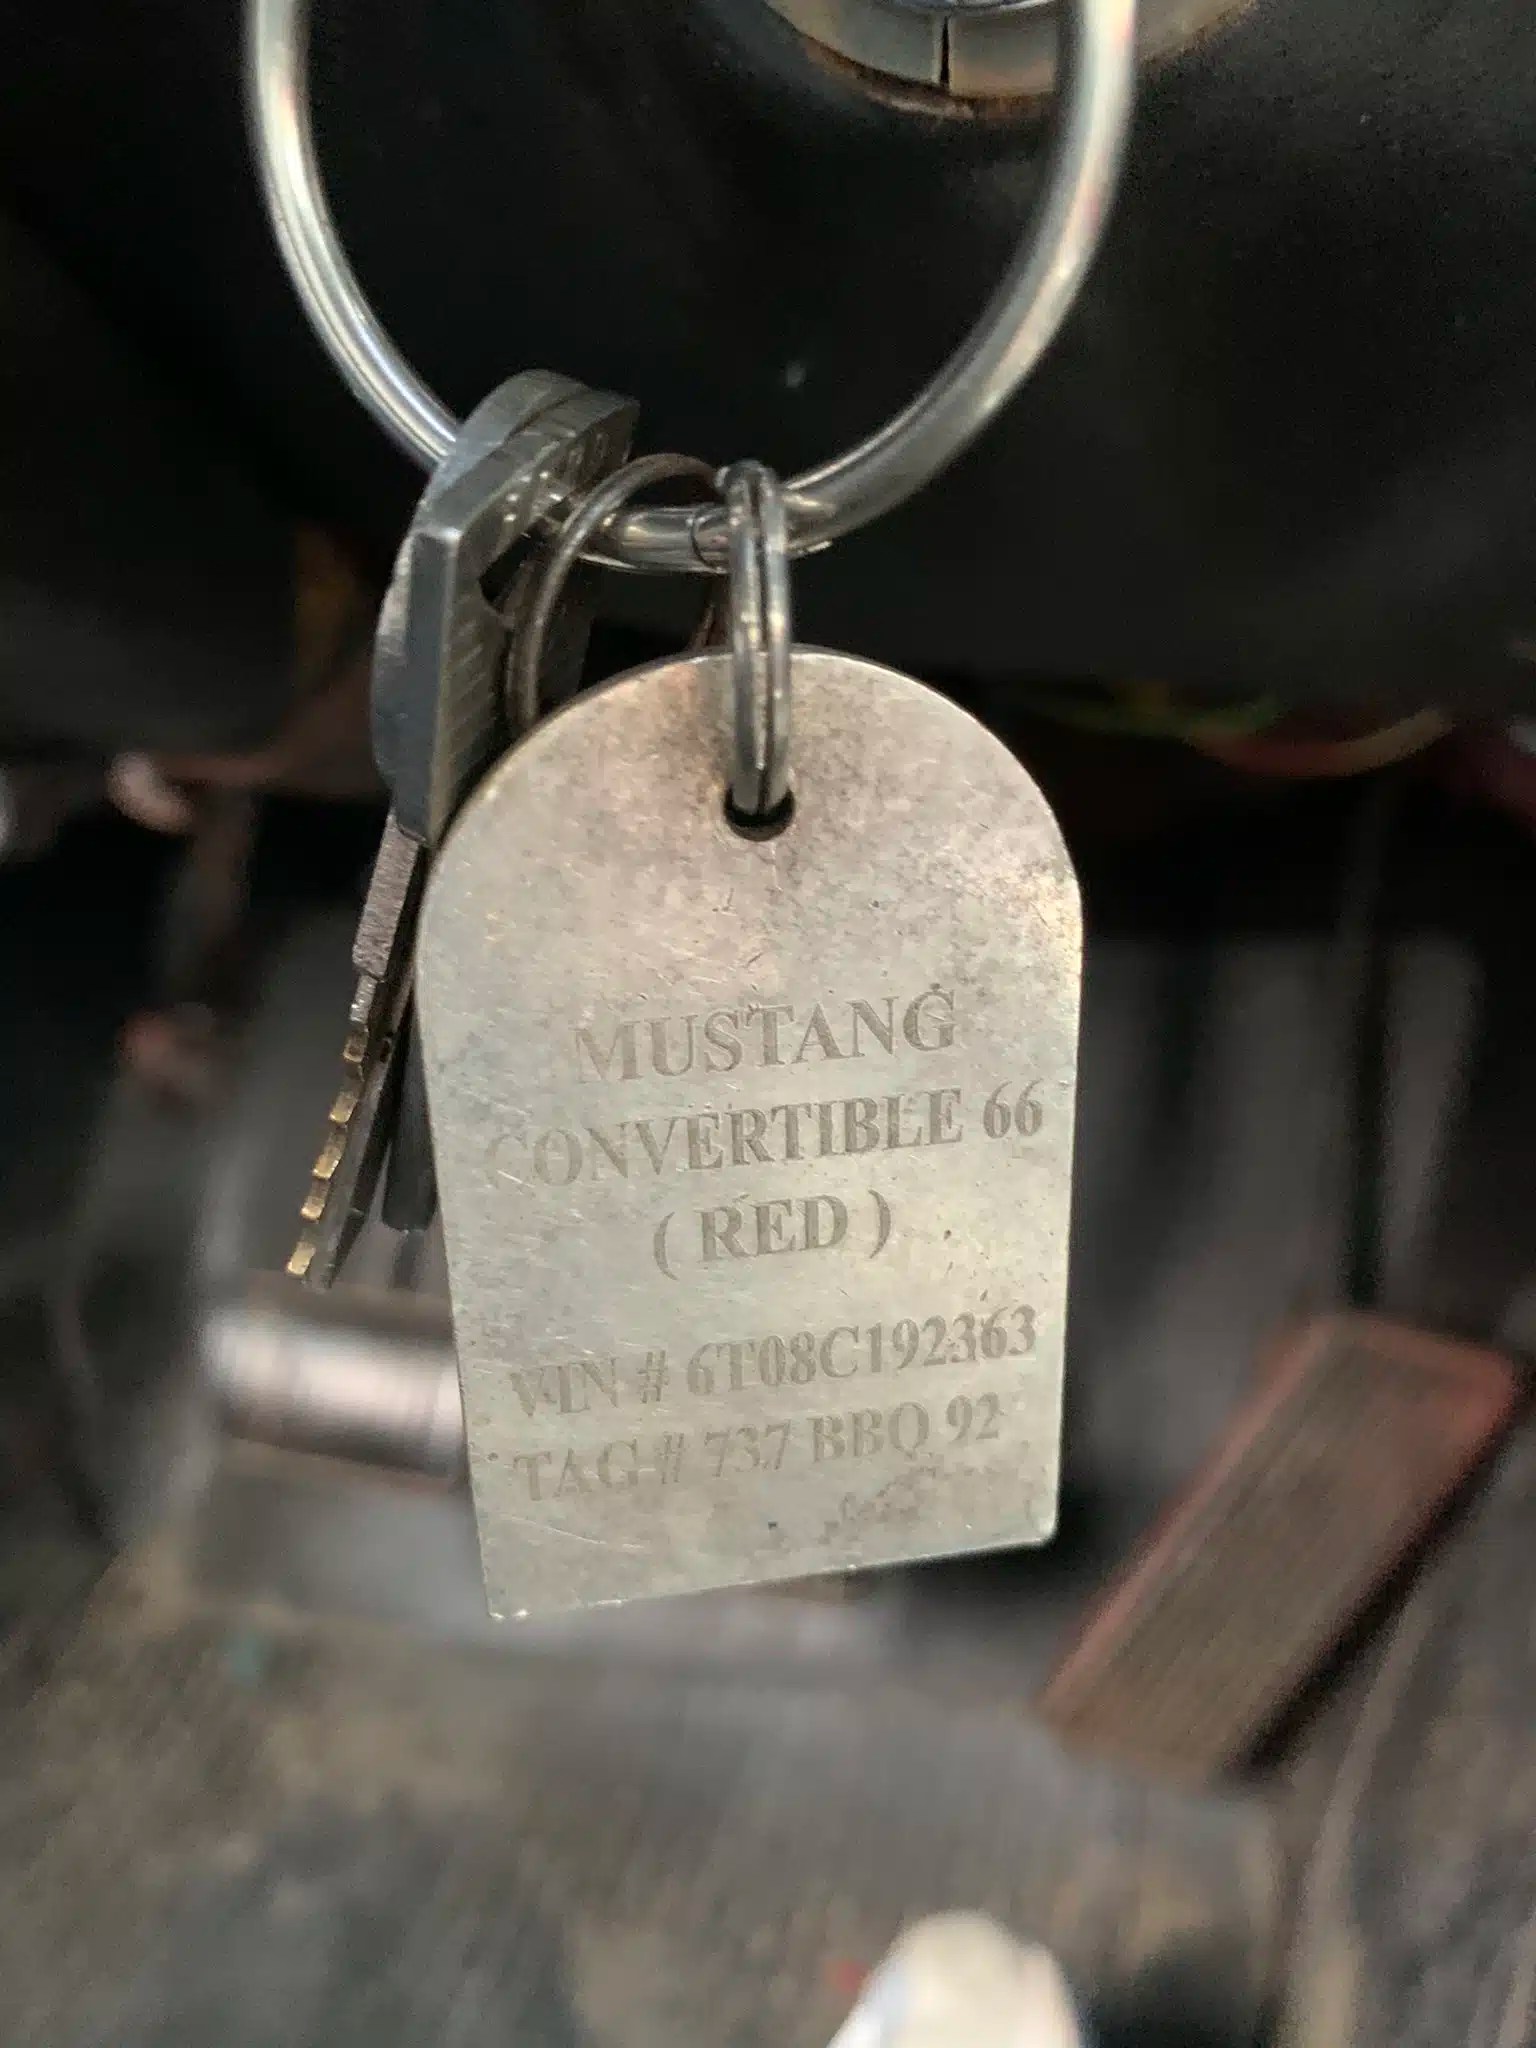 MUSTANG
CONVERTIBLE 66
( RED )
VIN # 6T08C192363
TAG # 737 BBQ 92